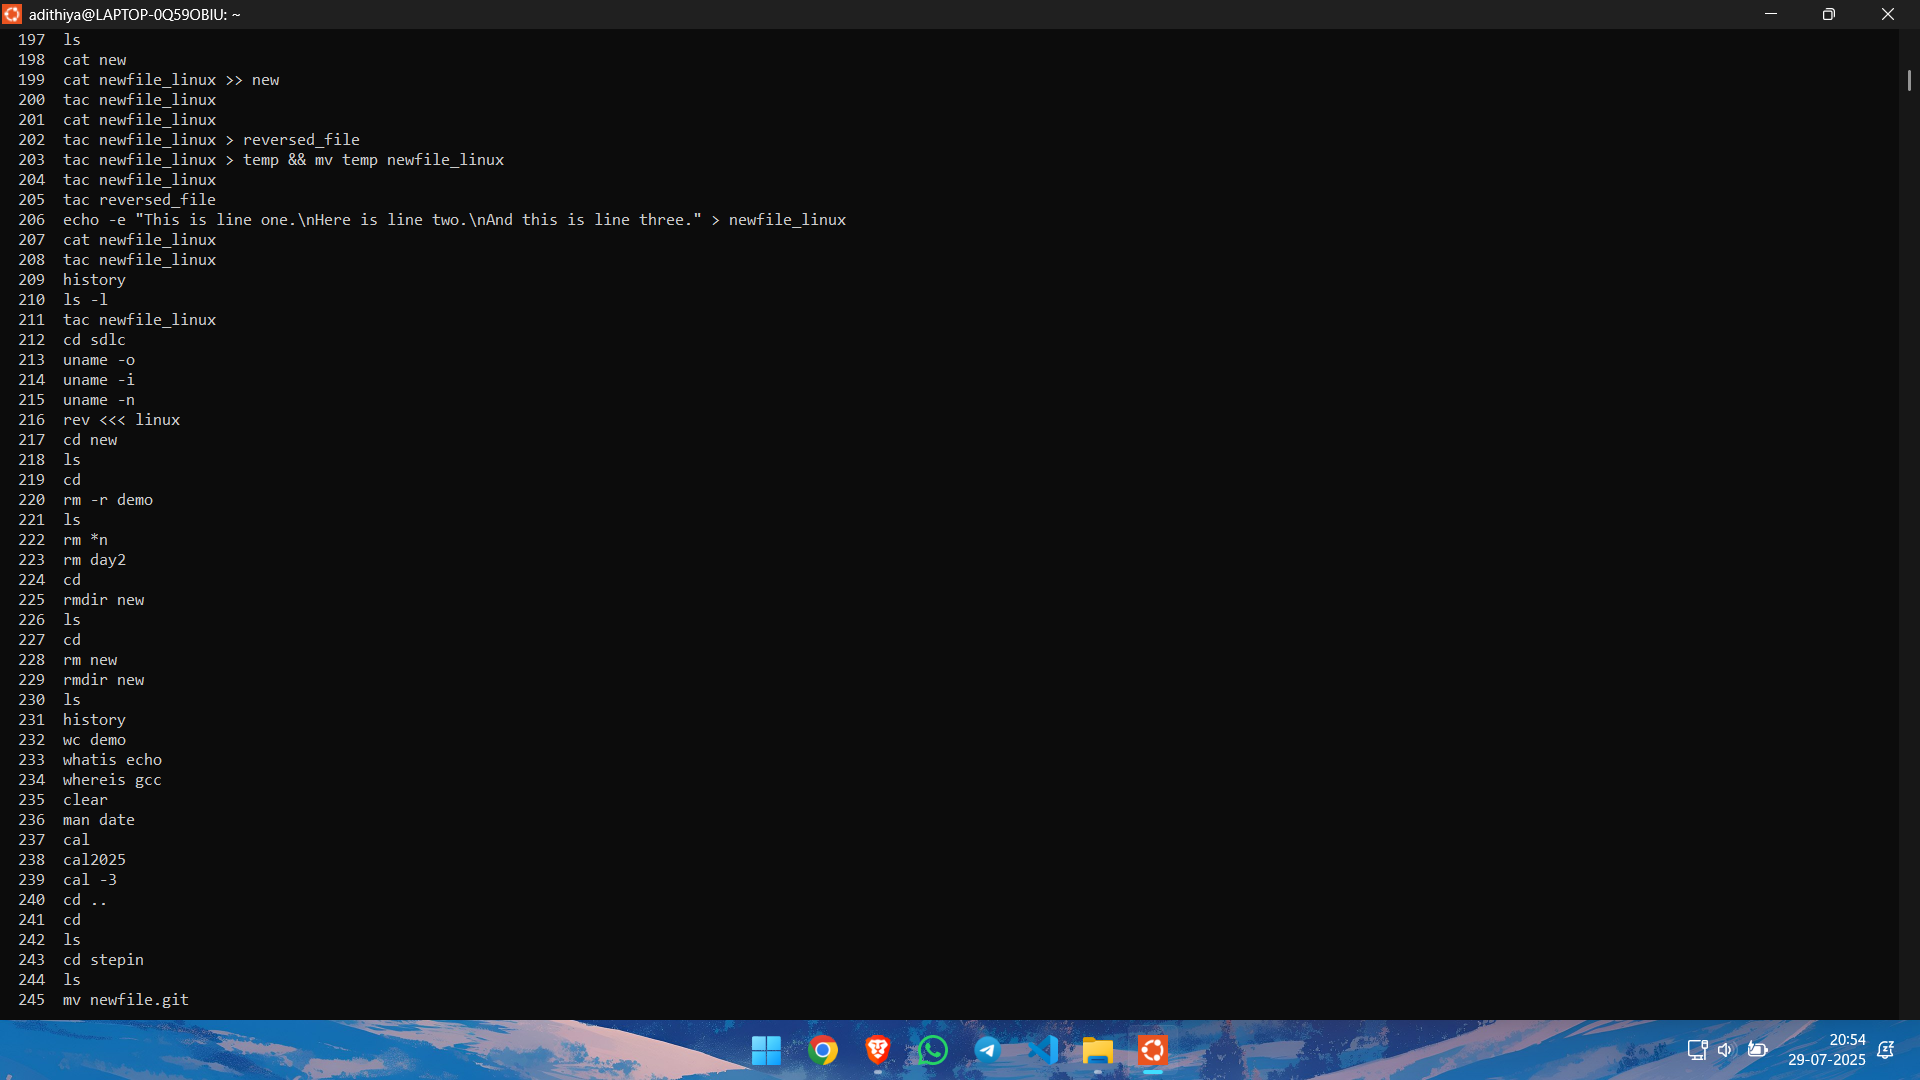 adithiya@LAPTOP-0Q59OBIU: ~
197 ls
198 cat new
199 cat newfile_linux >> new
200 tac newfile_linux
201 cat newfile_linux
202 tac newfile_linux > reversed_file
203 tac newfile_linux > temp && mv temp newfile_linux
204 tac newfile_linux
205 tac reversed_file
206 echo -e "This is line one.\nHere is line two.\nAnd this is line three." > newfile_linux
207 cat newfile_linux
208 tac newfile_linux
209 history
210 ls -l
211 tac newfile_linux
212 cd sdlc
213 uname -o
214 uname -i
215 uname -n
216 rev <<< linux
217 cd new
218 ls
219 cd
220 rm -r demo
221 ls
222 rm *n
223 rm day2
224 cd
225 rmdir new
226 ls
227 cd
228 rm new
229 rmdir new
230 ls
231 history
232 wc demo
233 whatis echo
234 whereis gcc
235 clear
236 man date
237 cal
238 cal2025
239 cal -3
240 cd ..
241 cd
242 ls
243 cd stepin
244 ls
245 mv newfile.git
20:54
29-07-2025